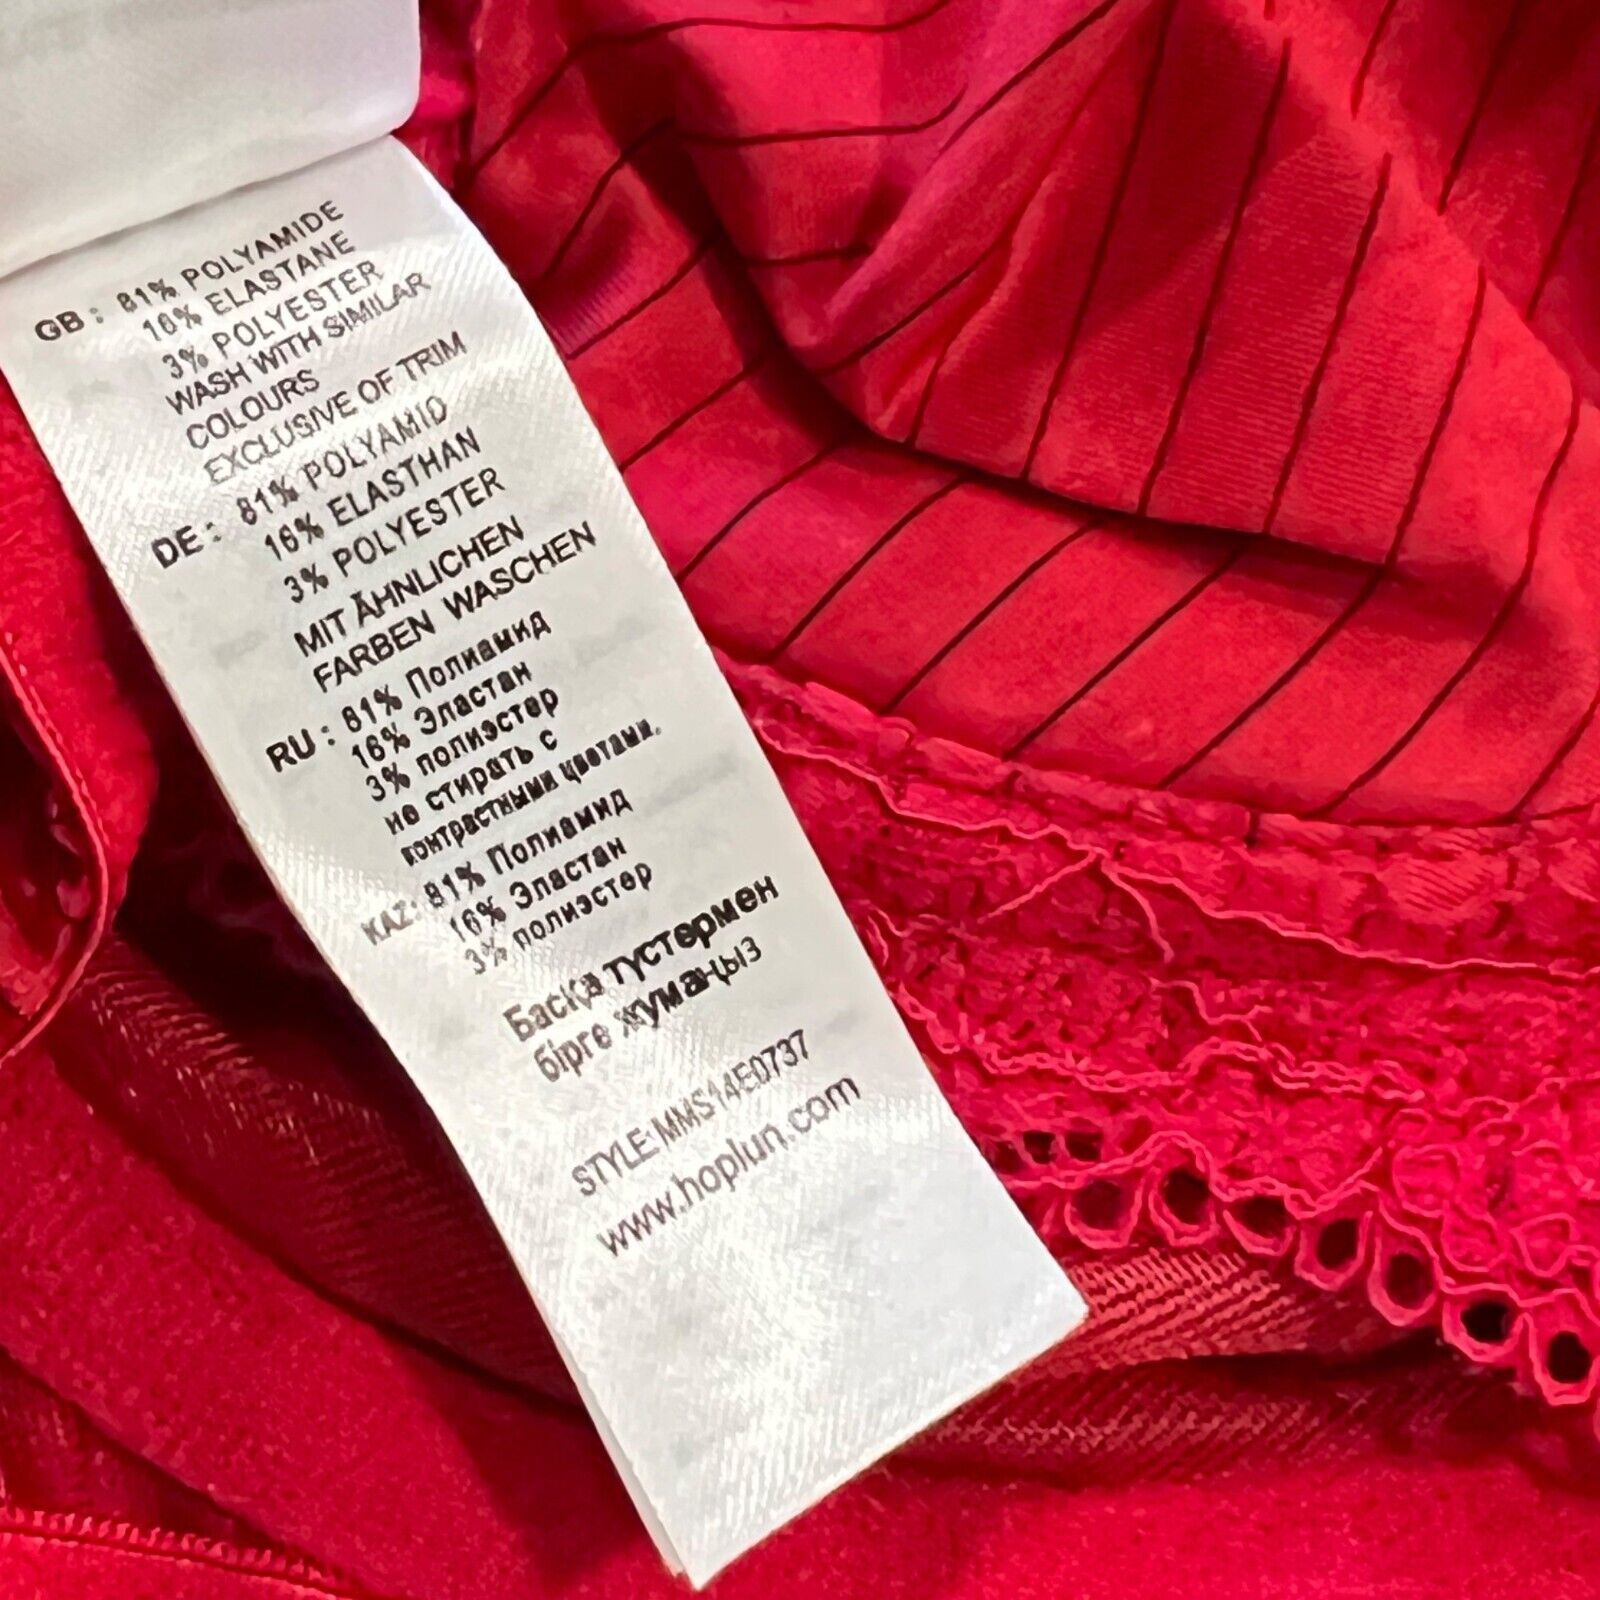 GB: 81% POLYAMIDE
16% ELASTANE
3% POLYESTER
WASH WITH SIMILAR
COLOURS
EXCLUSIVE OF TRIM
DE: 81% POLYAMID
16% ELASTHAN
3% POLYESTER
MIT ÄHNLICHEN
FARBEN WASCHEN
RU: 81% Полиамид
16% Эластан
3% полиэстер
не стирать с
контрастными цветами.
KAZ: 81% Полиамид
16% Эластан
3% полиэстер
Басқа түстермен
бірге жумаңыз
STYLE:MMS14E0737
www.hoplun.com